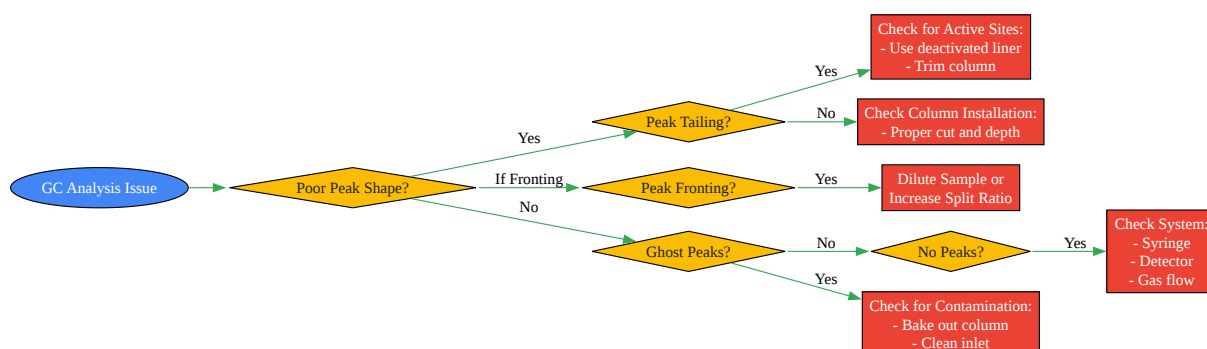 Check for Active Sites:
- Use deactivated liner
- Trim column
Yes
Peak Tailing?
No
Check Column Installation:
- Proper cut and depth
Yes
GC Analysis Issue
Poor Peak Shape?
If Fronting
Peak Fronting?
Yes
Dilute Sample or
Increase Split Ratio
No
Ghost Peaks?
No
No Peaks?
Yes
Check System:
- Syringe
- Detector
- Gas flow
Yes
Check for Contamination:
- Bake out column
- Clean inlet